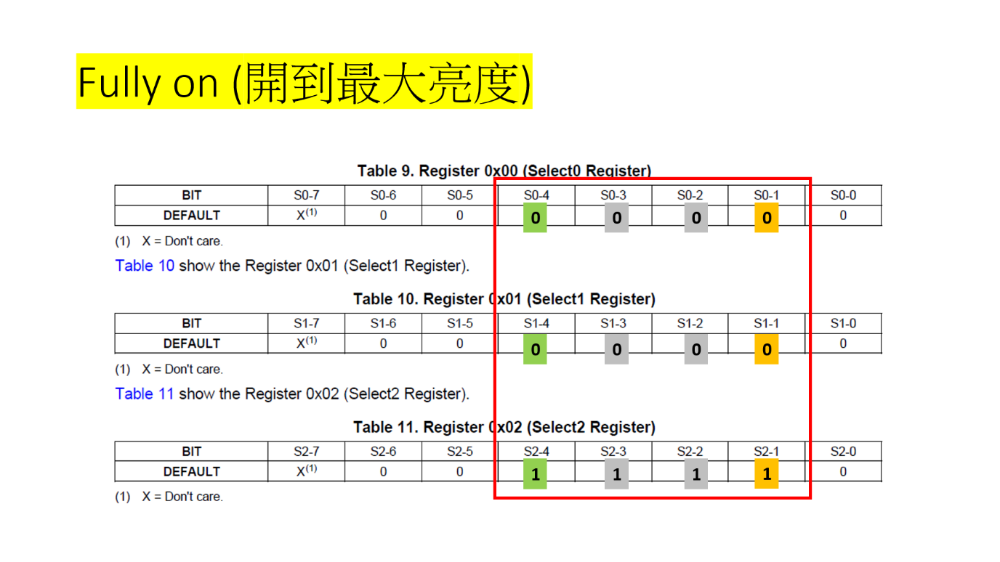 Fully on (開到最大亮度)
Table 9. Register 0x00 (Select0 Register)
BIT S0-7 S0-6 S0-5 S0-4 S0-3 S0-2 S0-1 S0-0
DEFAULT X(1) 0 0 0 0 0 0 0
(1) X = Don't care.
Table 10 show the Register 0x01 (Select1 Register).
Table 10. Register 0x01 (Select1 Register)
BIT S1-7 S1-6 S1-5 S1-4 S1-3 S1-2 S1-1 S1-0
DEFAULT X(1) 0 0 0 0 0 0 0
(1) X = Don't care.
Table 11 show the Register 0x02 (Select2 Register).
Table 11. Register 0x02 (Select2 Register)
BIT S2-7 S2-6 S2-5 S2-4 S2-3 S2-2 S2-1 S2-0
DEFAULT X(1) 0 0 1 1 1 1 0
(1) X = Don't care.